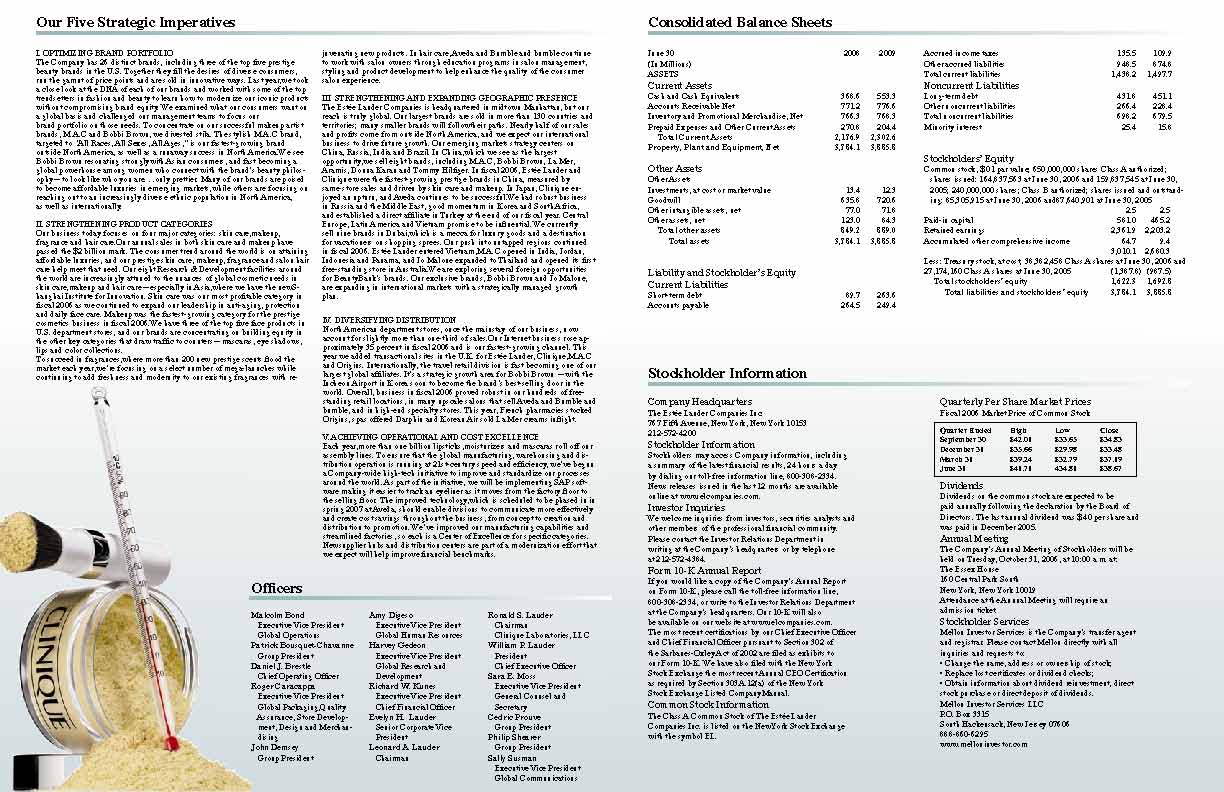 Our Five Strategic Imperatives
I. OPTIMIZING BRAND PORTFOLIO
The Company has 26 distinct brands, including three of the top five prestige
beauty brands in the U.S. Together they fill the desires of diverse consumers,
run the gamut of price points and are sold in innovative ways. Last year, we took
a close look at the DNA of each of our brands and worked with some of the top
trendsetters in fashion and beauty to learn how to modernize our iconic products
without compromising brand equity. We examined what our consumers want on
a global basis and challenged our management teams to focus on
brand portfolio on those needs. To concentrate on our successful makeup artist
brands, M.A.C and Bobbi Brown, we divested stila. The stylish M.A.C brand,
targeted to "All Races, All Sexes, All Ages," is our fastest-growing brand
outside North America, as well as a runaway success in North America. We see
Bobbi Brown resonating strongly with Asian consumers, and fast becoming a
global powerhouse among women who connect with the brand's beauty philos-
ophy— to look like who you are ... only prettier. Many of our brands are poised
to become affordable luxuries in emerging markets, while others are focusing on
reaching out to an increasingly diverse ethnic population in North America,
as well as internationally.
II. STRENGTHENING PRODUCT CATEGORIES
Our business today focuses on four major categories: skin care, makeup,
fragrance and hair care. Our annual sales in both skin care and makeup have
passed the $2 billion mark. The consumer trend around the world is on attaining
affordable luxuries, and our prestige skin care, makeup, fragrance and salon hair
care help meet that need. Our eight Research & Development facilities around
the world are increasingly attuned to the nuances of global cosmetic needs in
skin care, makeup and hair care—especially in Asia, where we have the new S-
hanghai Institute for Innovation. Skin care was our most profitable category in
fiscal 2006 as we continued to expand our leadership in anti-aging, protection
and daily face care. Makeup was the fastest-growing category for the prestige
cosmetics business in fiscal 2006. We have three of the top five face products in
U.S. department stores, and our brands are concentrating on building equity in
the other key categories that draw traffic to counters— mascaras, eye shadows,
lips and color collections.
To succeed in fragrances, where more than 200 new prestige scents flood the
market each year, we're focusing on a select number of mega-launches while
continuing to add freshness and modernity to our existing fragrances with re-
juvenating new products. In hair care, Aveda and Bumble and bumble continue
to work with salon owners through education programs in salon management,
styling and product development to help enhance the quality of the consumer
salon experience.
III. STRENGTHENING AND EXPANDING GEOGRAPHIC PRESENCE
The Estée Lauder Companies is headquartered in midtown Manhattan, but our
reach is truly global. Our largest brands are sold in more than 130 countries and
territories; many smaller brands will follow their paths. Nearly half of our sales
and profits come from outside North America, and we expect our international
business to drive future growth. Our emerging market strategy centers on
China, Russia, India and Brazil. In China, which we see as the largest
opportunity, we sell eight brands, including M.A.C, Bobbi Brown, La Mer,
Aramis, Donna Karan and Tommy Hilfiger. In fiscal 2006, Estée Lauder and
Clinique were the fastest-growing prestige brands in China, measured by
same store sales and driven by skin care and makeup. In Japan, Clinique en-
joyed an upturn, and Aveda continues to be successful. We had robust business
in Russia and the Middle East, good momentum in Korea and South Africa,
and established a direct affiliate in Turkey at the end of our fiscal year. Central
Europe, Latin America and Vietnam promise to be influential. We currently
sell nine brands in Dubai, which is a mecca for luxury goods and a destination
for vacationers on shopping sprees. Our push into untapped regions continued
in fiscal 2006. Estée Lauder entered Vietnam, M.A.C opened in India, Jordan,
Indonesia and Panama, and Jo Malone expanded to Thailand and opened its first
free-standing store in Australia. We are exploring several foreign opportunities
for BeautyBank's brands. Our exclusive brands, Bobbi Brown and Jo Malone,
are expanding in international markets with a strategically managed growth
plan.
IV. DIVERSIFYING DISTRIBUTION
North American department stores, once the mainstay of our business, now
account for slightly more than one-third of sales. Our Internet business rose ap-
proximately 35 percent in fiscal 2006 and is our fastest-growing channel. This
year we added transactional sites in the U.K. for Estée Lauder, Clinique, M.A.C
and Origins. Internationally, the travel retail division is fast becoming one of our
largest global affiliates. It's a strategic growth area for Bobbi Brown —with the
Incheon Airport in Korea soon to become the brand's best-selling door in the
world. Overall, business in fiscal 2006 proved robust in our hundreds of free-
standing retail locations, in many upscale salons that sell Aveda and Bumble and
bumble, and in high-end specialty stores. This year, French pharmacies stocked
Origins, spas offered Darphin and Korean Air sold La Mer creams inflight.
V. ACHIEVING OPERATIONAL AND COST EXCELLENCE
Each year, more than one billion lipsticks, moisturizers and mascaras roll off our
assembly lines. To ensure that the global manufacturing, warehousing and dis-
tribution operation is running at 21st-century speed and efficiency, we've begun
a Company-wide high-tech initiative to improve and standardize our processes
around the world. As part of the initiative, we will be implementing SAP soft-
ware making it easier to track an eyeliner as it moves from the factory floor to
the selling floor. The improved technology, which is scheduled to be phased in in
spring 2007 at Aveda, should enable divisions to communicate more effectively
and create cost savings throughout the business, from concept to creation and
distribution to promotion. We've improved our manufacturing capabilities and
streamlined factories, so each is a Center of Excellence for specific categories.
New supplier hubs and distribution centers are part of a modernization effort that
we expect will help improve financial benchmarks.
CLINIQUE
Officers
Malcolm Bond
Executive Vice President
Global Operations
Patrick Bousquet-Chavanne
Group President
Daniel J. Brestle
Chief Operating Officer
Roger Caracappa
Executive Vice President
Global Packaging, Quality
Assurance, Store Develop-
ment, Design and Merchan-
dising
John Demsey
Group President
Amy Digeso
Executive Vice President
Global Human Resources
Harvey Gedeon
Executive Vice President
Global Research and
Development
Richard W. Kunes
Executive Vice President
Chief Financial Officer
Evelyn H. Lauder
Senior Corporate Vice
President
Leonard A. Lauder
Chairman
Ronald S. Lauder
Chairman
Clinique Laboratories, LLC
William P. Lauder
President
Chief Executive Officer
Sara E. Moss
Executive Vice President
General Counsel and
Secretary
Cedric Prouve
Group President
Philip Shearer
Group President
Sally Susman
Executive Vice President
Global Communications
Consolidated Balance Sheets
June 30 2006 2009
(In Millions)
ASSETS
Current Assets
Cash and Cash Equivalents 368.6 553.3
Accounts Receivable Net 771.2 776.6
Inventory and Promotional Merchandise, Net 766.3 766.3
Prepaid Expenses and Other Current Assets 270.8 204.4
Total Current Assets 2,176.9 2,302.6
Property, Plant and Equipment, Net 3,784.1 3,885.8
Other Assets
Other Assets
Investments, at cost or market value 13.4 12.3
Goodwill 635.8 720.6
Other intangible assets, net 77.0 71.8
Other assets, net 123.0 64.3
Total other assets 849.2 869.0
Total assets 3,784.1 3,885.8
Liability and Stockholder's Equity
Current Liabilities
Short-term debt 89.7 263.6
Accounts payable 264.5 249.4
Accrued income taxes 135.5 109.9
Other accrued liabilities 946.5 674.6
Total current liabilities 1,436.2 1,497.7
Noncurrent Liabilities
Long-term debt 431.8 451.1
Other noncurrent liabilities 266.4 228.4
Total noncurrent liabilities 698.2 679.5
Minority interest 25.4 15.6
Stockholders' Equity
Common stock, $.01 par value; 650,000,000 shares Class A authorized;
shares issued: 164,637,563 at June 30, 2006 and 159,637,545 at June 30,
2005; 240,000,000 shares; Class B authorized; shares issued and outstand-
ing: 65,305,915 at June 30, 2006 and 67,640,901 at June 30, 2005
2.5 2.5
Paid-in capital 561.0 465.2
Retained earnings 2,361.9 2,203.2
Accumulated other comprehensive income 64.7 9.4
3,010.1 2,660.3
Less: Treasury stock, at cost; 36,362,456 Class A shares at June 30, 2006 and
27,174,160 Class A shares at June 30, 2005 (1,367.8) (967.5)
Total stockholders' equity 1,622.3 1,692.8
Total liabilities and stockholders' equity 3,784.1 3,885.8
Stockholder Information
Company Headquarters
The Estée Lauder Companies Inc
767 Fifth Avenue, New York, New York 10153
212-572-4200
Stockholder Information
Stockholders may access Company information, including
a summary of the latest financial results, 24 hours a day
by dialing our toll-free information line, 800-308-2334.
News releases issued in the last 12 months are available
online at www.elcompanies.com.
Investor Inquiries
We welcome inquiries from investors, securities analysts and
other members of the professional financial community.
Please contact the Investor Relations Department in
writing at the Company's headquarters or by telephone
at 212-572-4384.
Form 10-K Annual Report
If you would like a copy of the Company's Annual Report
on Form 10-K, please call the toll-free information line,
800-308-2334, or write to the Investor Relations Department
at the Company's headquarters. Our 10-K will also
be available on our website at www.elcompanies.com.
The most recent certifications by our Chief Executive Officer
and Chief Financial Officer pursuant to Section 302 of
the Sarbanes-Oxley Act of 2002 are filed as exhibits to
our Form 10-K. We have also filed with the New York
Stock Exchange the most recent Annual CEO Certification
as required by Section 303A.12(a) of the New York
Stock Exchange Listed Company Manual.
Common Stock Information
The Class A Common Stock of The Estée Lauder
Companies Inc. is listed on the New York Stock Exchange
with the symbol EL.
Quarterly Per Share Market Prices
Fiscal 2006 Market Price of Common Stock
Quarter Ended High Low Close
September 30 $42.01 $33.65 $34.83
December 30 $35.66 $29.98 $33.48
March 30 $39.24 $32.79 $37.19
June 30 $41.71 $34.81 $38.67
Dividends
Dividends on the common stock are expected to be
paid annually following the declaration by the Board of
Directors. The last annual dividend was $.40 per share and
was paid in December 2005.
Annual Meeting
The Company's Annual Meeting of Stockholders will be
held on Tuesday, October 31, 2006, at 10:00 a.m. at:
The Essex House
160 Central Park South
New York, New York 10019
Attendance at the Annual Meeting will require an
admission ticket
Stockholder Services
Mellon Investor Services is the Company's transfer agent
and registrar. Please contact Mellon directly with all
inquiries and requests to:
• Change the name, address or ownership of stock;
• Replace lost certificates or dividend checks;
• Obtain information about dividend reinvestment, direct
stock purchase or direct deposit of dividends.
Mellon Investor Services LLC
P.O. Box 3315
South Hackensack, New Jersey 07606
888-860-6295
www.melloninvestor.com